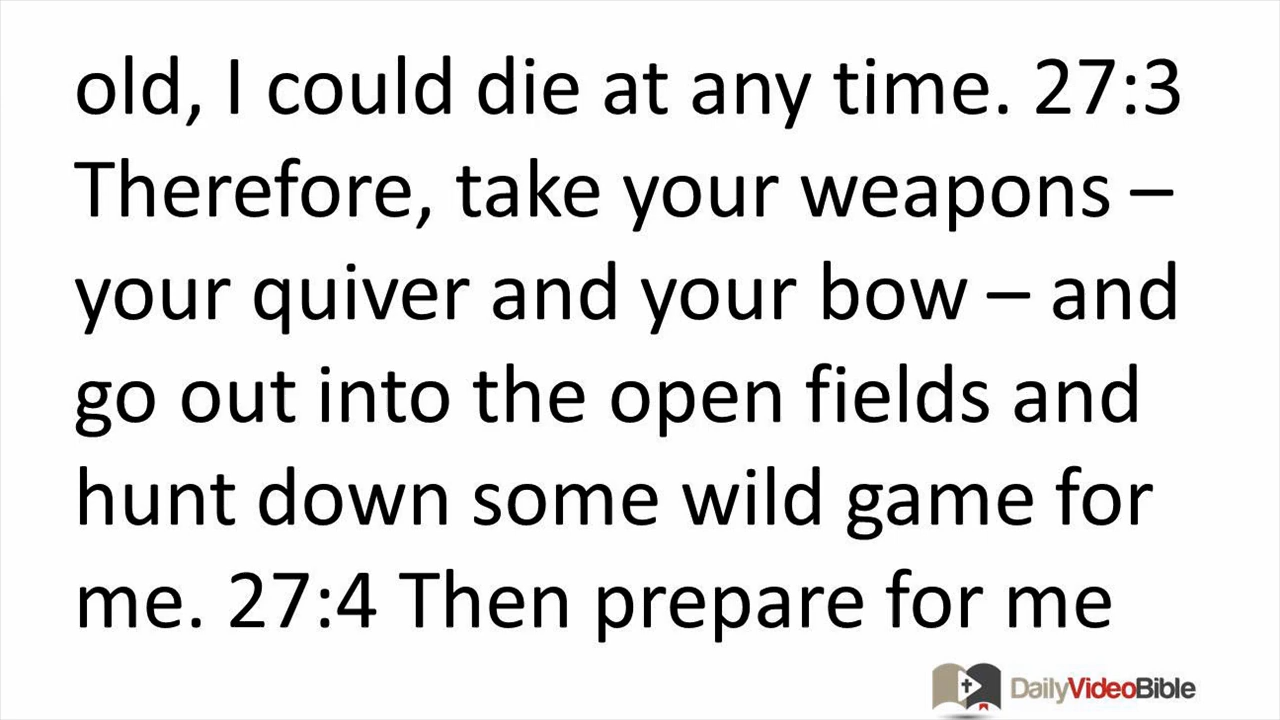 old, I could die at any time. 27:3
Therefore, take your weapons –
your quiver and your bow – and
go out into the open fields and
hunt down some wild game for
me. 27:4 Then prepare for me
DailyVideoBible